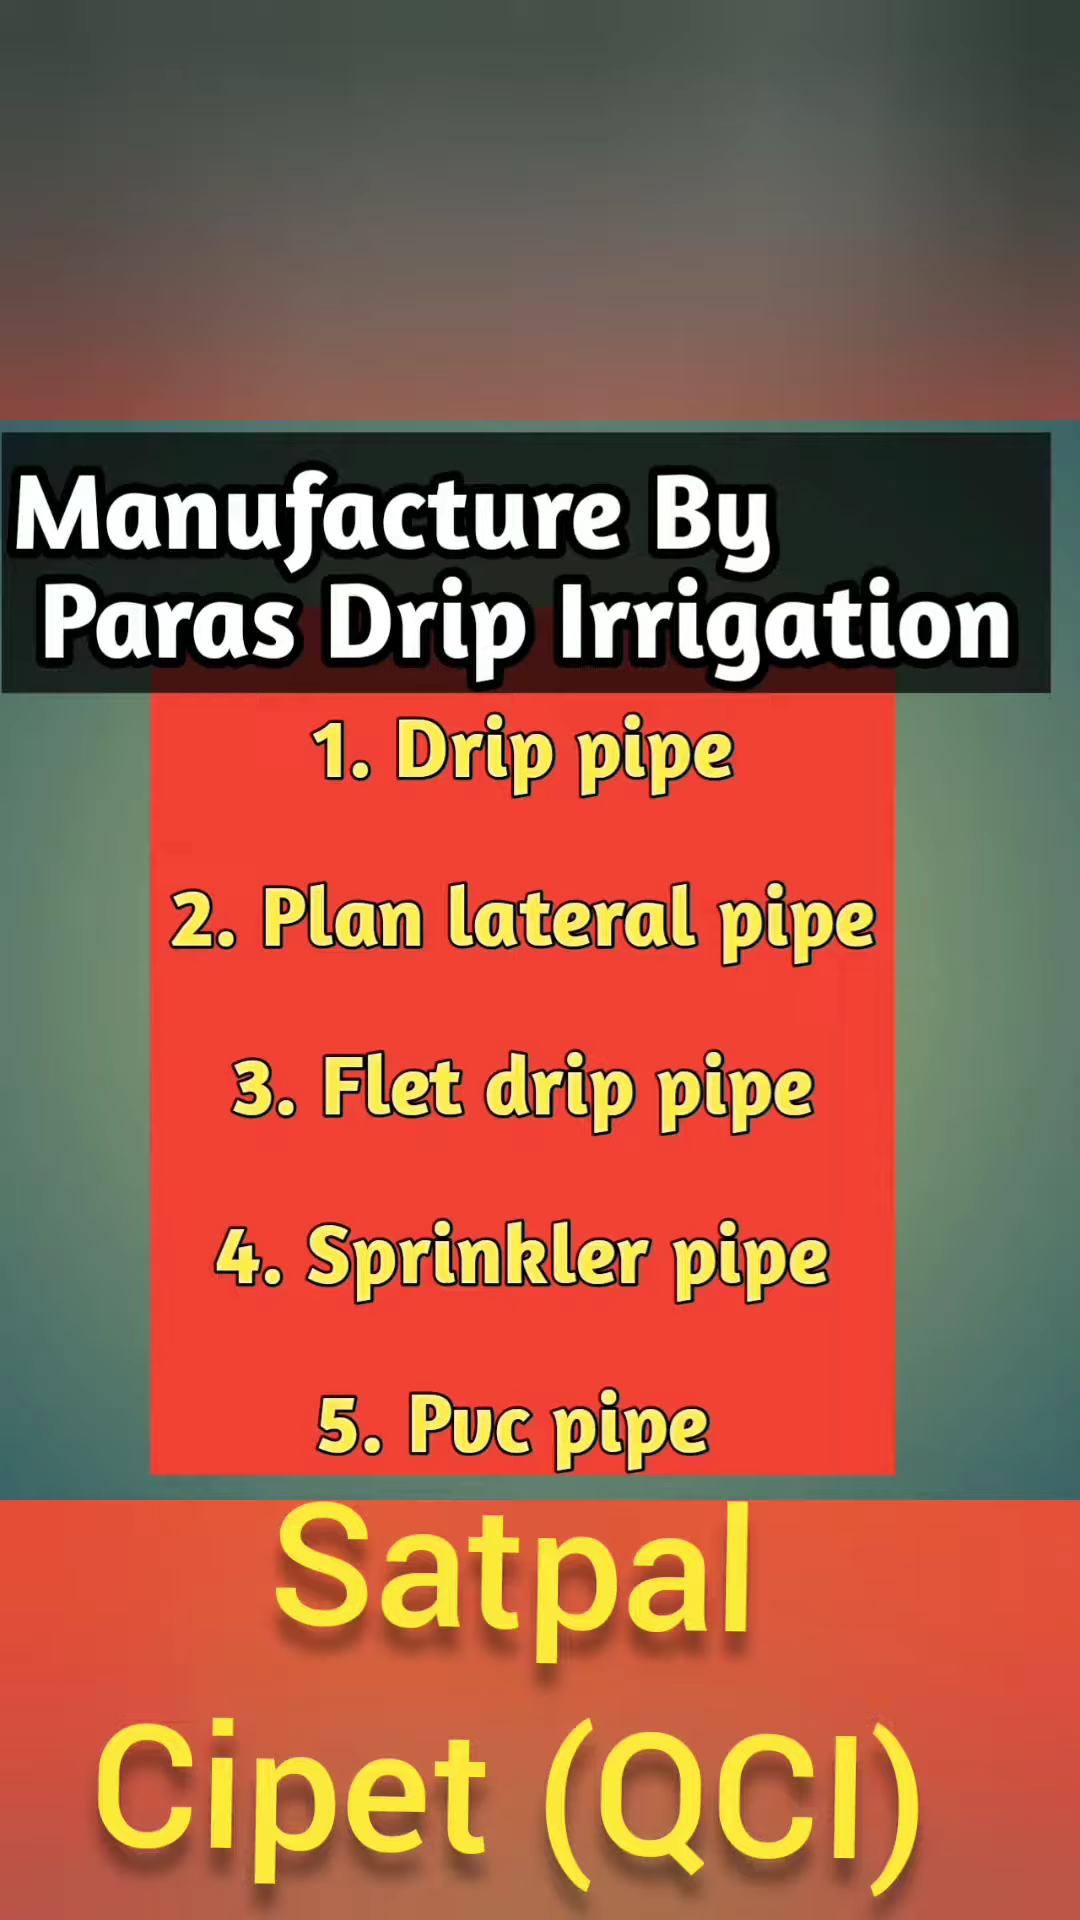 Manufacture By
Paras Drip Irrigation
1. Drip pipe
2. Plan lateral pipe
3. Flet drip pipe
4. Sprinkler pipe
5. Pvc pipe
Satpal
Cipet (QCI)